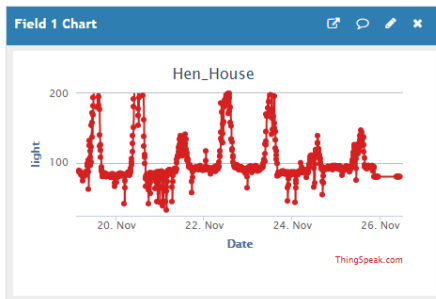 Field 1 Chart
Hen_House
200
100
light
20. Nov
22. Nov
24. Nov
26. Nov
Date
ThingSpeak.com